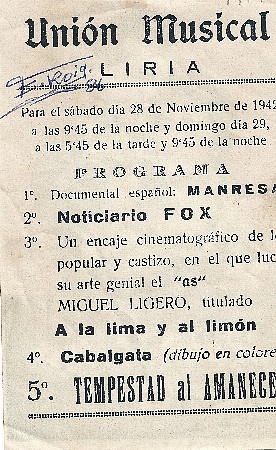 Unión Musical
LIRIA
F. Roig.
Para el sábado día 28 de Noviembre de 1942
a las 9'45 de la noche y domingo día 29,
a las 5'45 de la tarde y 9'45 de la noche
PROGRAMA
1º. Documental español: MANRESA
2º. Noticiario FOX
3º. Un encaje cinematográfico de l
popular y castizo, en el que luc
su arte genial el "as"
MIGUEL LIGERO, titulado
A la lima y al limón
4º. Cabalgata (dibujo en colore
5º. TEMPESTAD al AMANECE